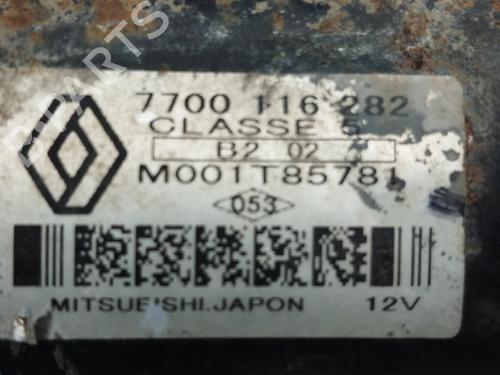 7700 116 282
CLASSE 5
B2 02
M001T85781
053
MITSUBISHI.JAPON 12V